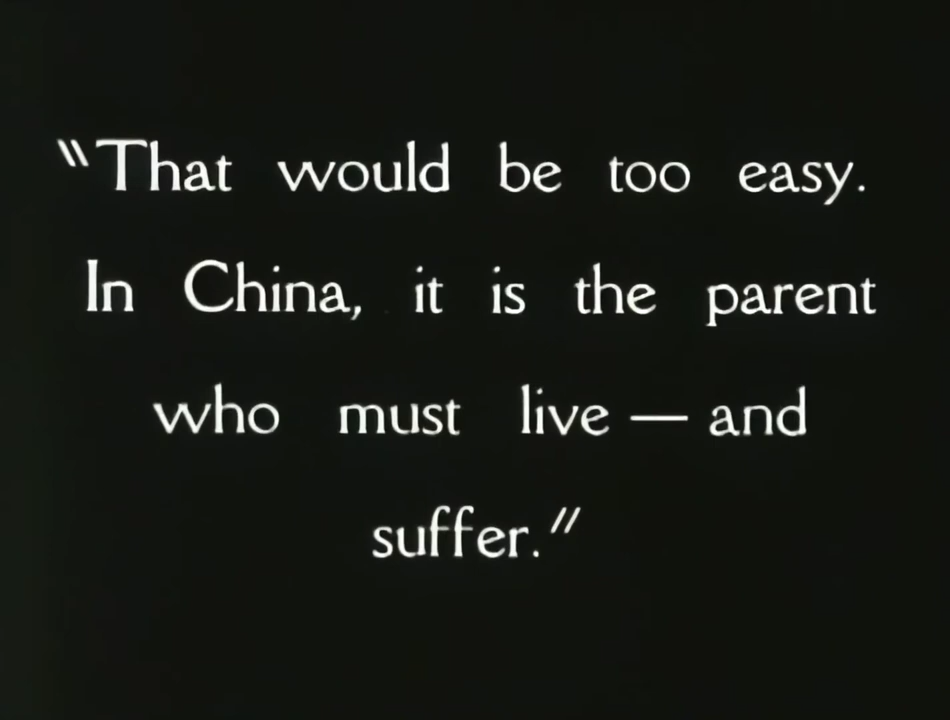 "That would be too easy.
In China, it is the parent
who must live — and
suffer."